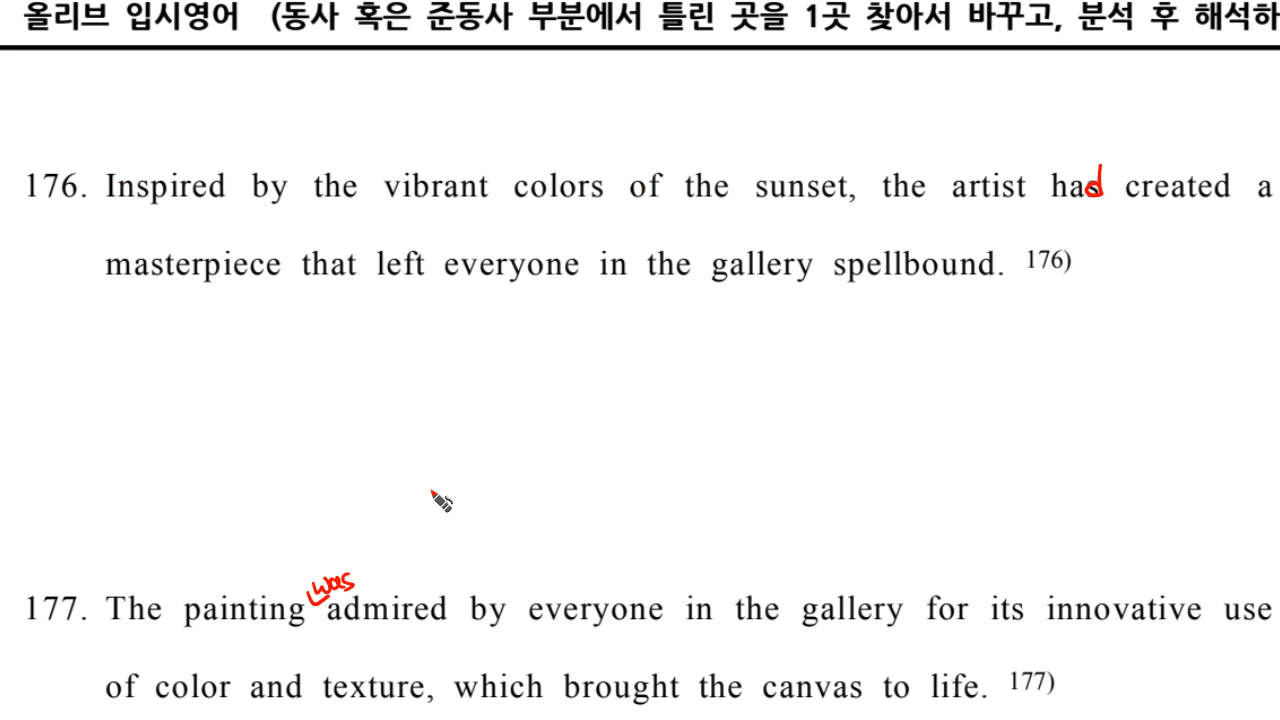 올리브 입시영어 (동사 혹은 준동사 부분에서 틀린 곳을 1곳 찾아서 바꾸고, 분석 후 해석하
176. Inspired by the vibrant colors of the sunset, the artist had created a
masterpiece that left everyone in the gallery spellbound. 176)
was
177. The painting admired by everyone in the gallery for its innovative use
of color and texture, which brought the canvas to life. 177)